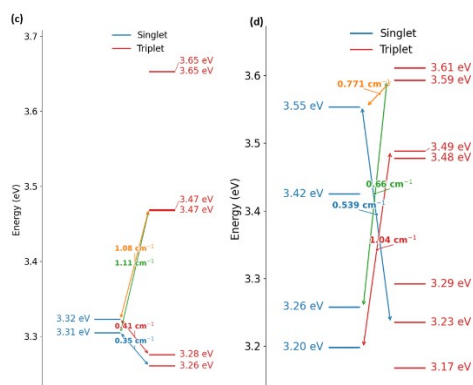 (c)
Singlet
Triplet
3.7
3.6
3.5
3.4
3.3
Energy (eV)
3.65 eV
3.65 eV
3.47 eV
3.47 eV
1.08 cm⁻¹
1.11 cm⁻¹
3.32 eV
3.31 eV
0.41 cm⁻¹
0.35 cm⁻¹
3.28 eV
3.26 eV
(d)
Singlet
Triplet
3.6
3.5
3.4
3.3
3.2
Energy (eV)
3.61 eV
3.59 eV
0.771 cm⁻¹
3.55 eV
3.49 eV
3.48 eV
3.42 eV
0.66 cm⁻¹
0.539 cm⁻¹
1.04 cm⁻¹
3.29 eV
3.26 eV
3.23 eV
3.20 eV
3.17 eV